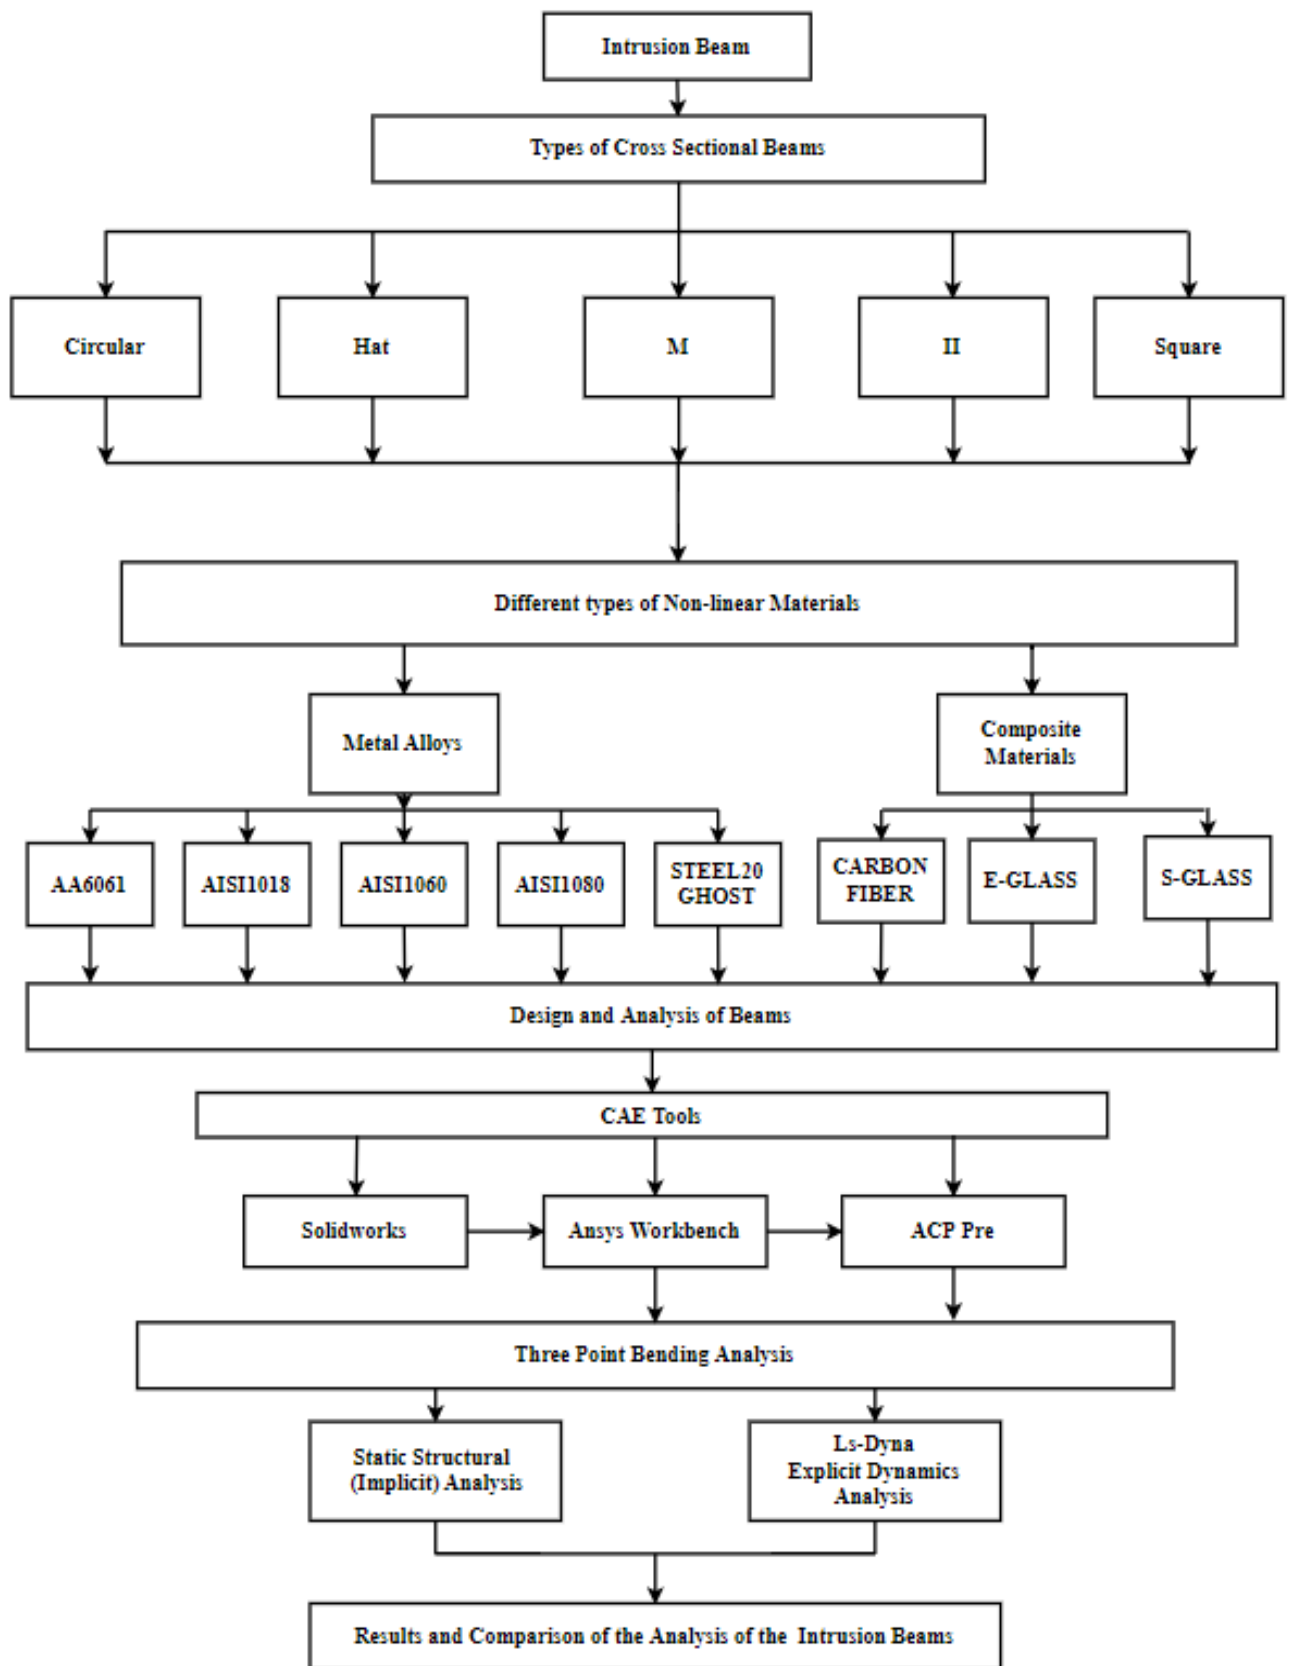 Intrusion Beam
Types of Cross Sectional Beams
Circular
Hat
M
II
Square
Different types of Non-linear Materials
Metal Alloys
Composite
Materials
AA6061
AISI1018
AISI1060
AISI1080
STEEL20
GHOST
CARBON
FIBER
E-GLASS
S-GLASS
Design and Analysis of Beams
CAE Tools
Solidworks
Ansys Workbench
ACP Pre
Three Point Bending Analysis
Static Structural
(Implicit) Analysis
Ls-Dyna
Explicit Dynamics
Analysis
Results and Comparison of the Analysis of the Intrusion Beams